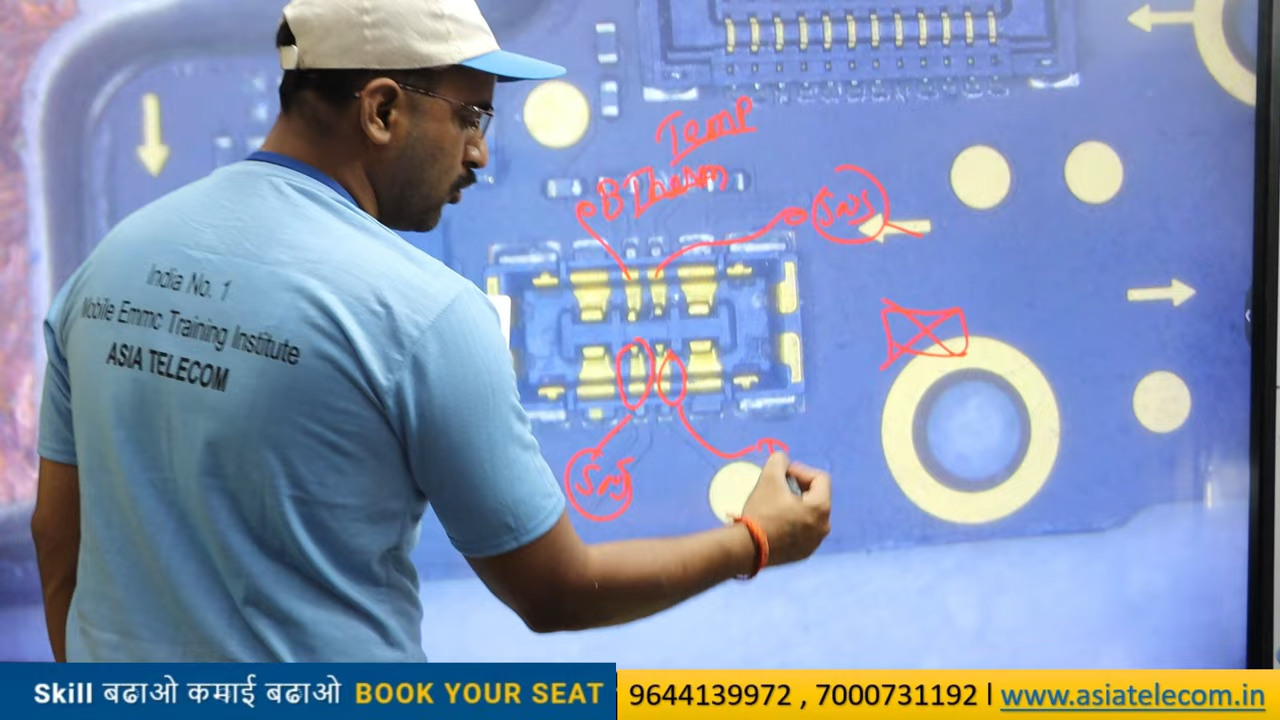 Temp
BTherm
India No. 1
Mobile Emmc Training Institute
ASIA TELECOM
Skill बढाओ कमाई बढाओ BOOK YOUR SEAT
9644139972 , 7000731192 | www.asiatelecom.in